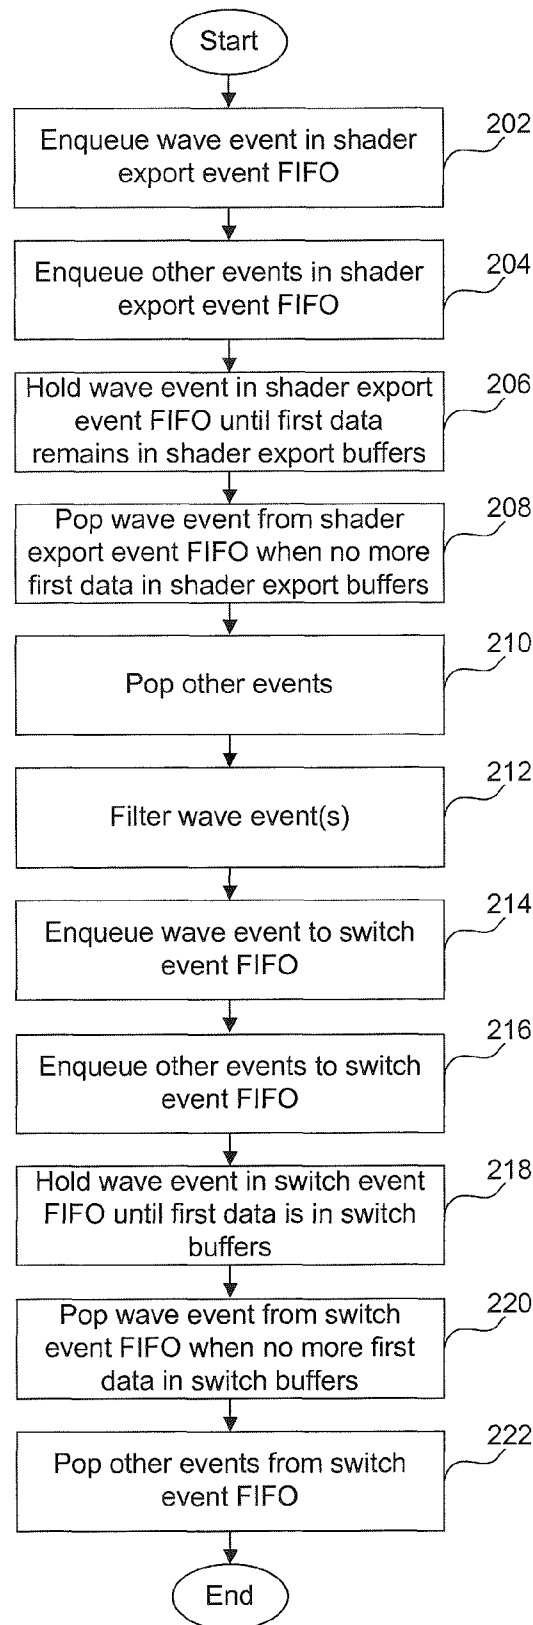 Start
Enqueue wave event in shader
export event FIFO
202
Enqueue other events in shader
export event FIFO
204
Hold wave event in shader export
event FIFO until first data
remains in shader export buffers
206
Pop wave event from shader
export event FIFO when no more
first data in shader export buffers
208
Pop other events
210
Filter wave event(s)
212
Enqueue wave event to switch
event FIFO
214
Enqueue other events to switch
event FIFO
216
Hold wave event in switch event
FIFO until first data is in switch
buffers
218
Pop wave event from switch
event FIFO when no more first
data in switch buffers
220
Pop other events from switch
event FIFO
222
End